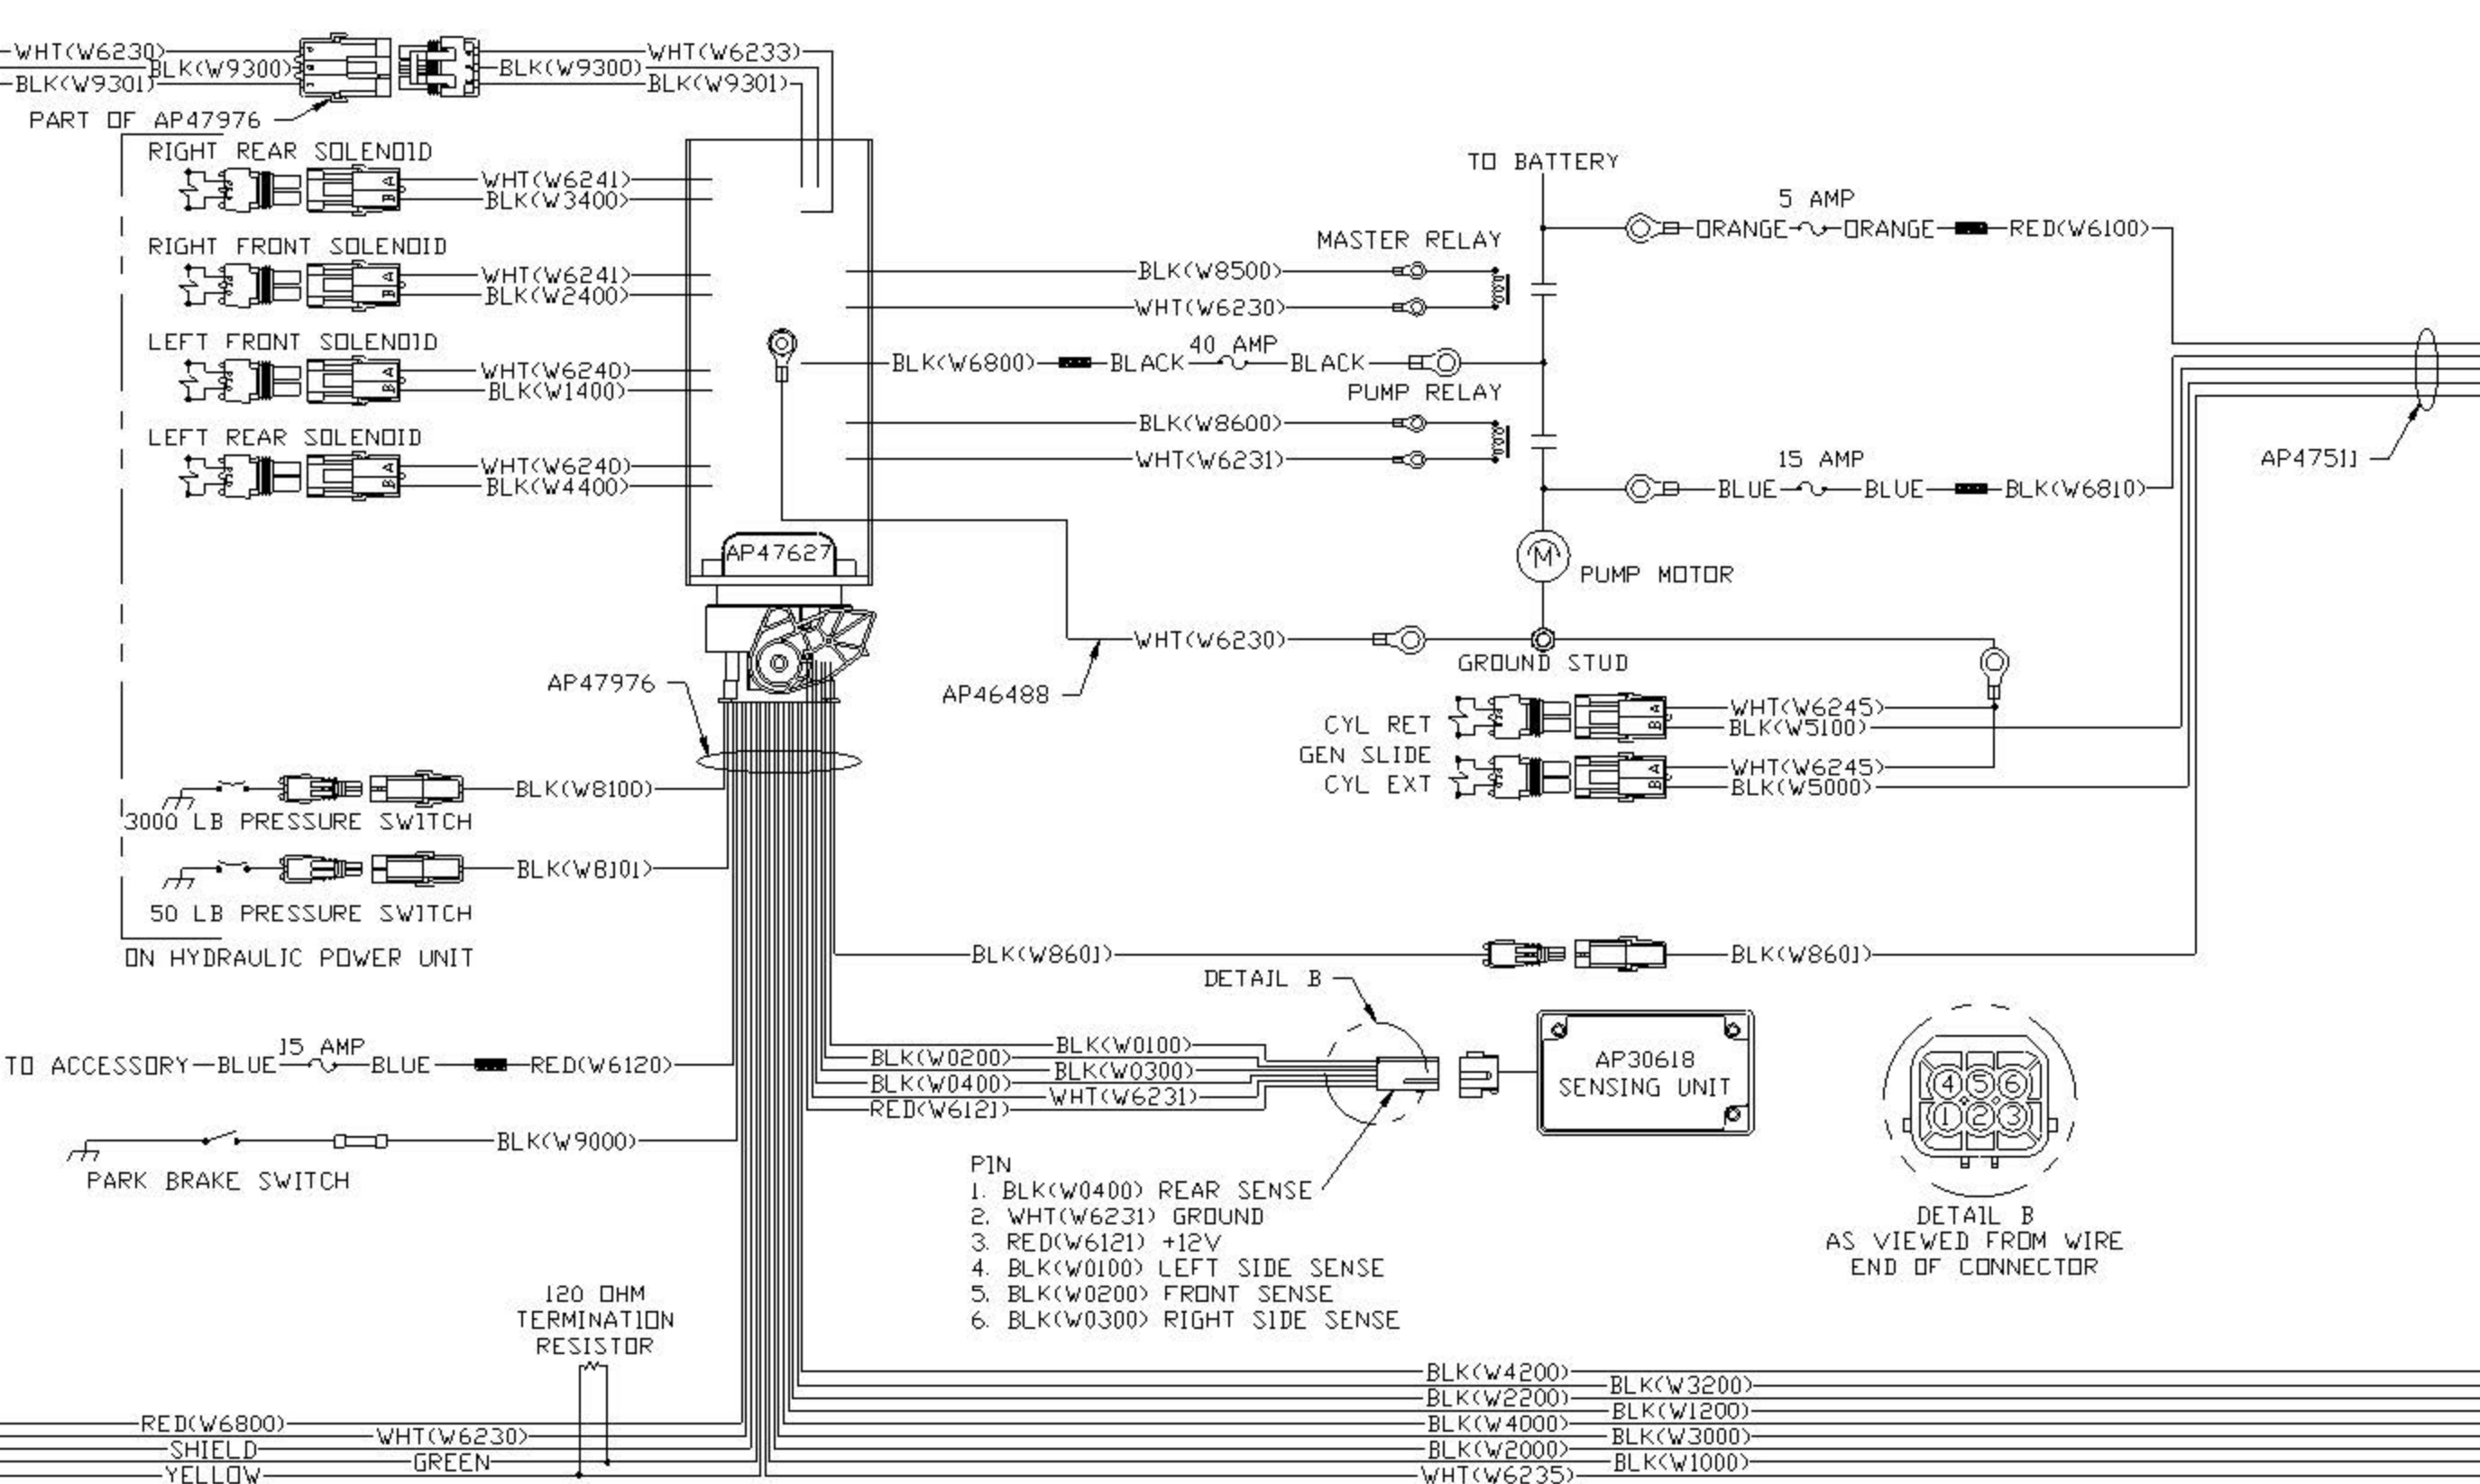 WHT(W6230)
BLK(W9300)
BLK(W9301)
WHT(W6233)
BLK(W9300)
BLK(W9301)
PART OF AP47976
RIGHT REAR SOLENOID
A
B
WHT(W6241)
BLK(W3400)
RIGHT FRONT SOLENOID
A
B
WHT(W6241)
BLK(W2400)
LEFT FRONT SOLENOID
A
B
WHT(W6240)
BLK(W1400)
LEFT REAR SOLENOID
A
B
WHT(W6240)
BLK(W4400)
AP47627
TO BATTERY
5 AMP
ORANGE
ORANGE
RED(W6100)
MASTER RELAY
BLK(W8500)
WHT(W6230)
BLK(W6800)
BLACK
40 AMP
BLACK
PUMP RELAY
BLK(W8600)
WHT(W6231)
15 AMP
BLUE
BLUE
BLK(W6810)
AP47511
M
PUMP MOTOR
WHT(W6230)
GROUND STUD
AP46488
AP47976
CYL RET
GEN SLIDE
CYL EXT
A
B
WHT(W6245)
BLK(W5100)
A
B
WHT(W6245)
BLK(W5000)
BLK(W8100)
3000 LB PRESSURE SWITCH
BLK(W8101)
50 LB PRESSURE SWITCH
ON HYDRAULIC POWER UNIT
BLK(W8601)
BLK(W8601)
DETAIL B
TO ACCESSORY
BLUE
15 AMP
BLUE
RED(W6120)
BLK(W0100)
BLK(W0200)
BLK(W0300)
BLK(W0400)
WHT(W6231)
RED(W6121)
AP30618
SENSING UNIT
4 5 6
1 2 3
BLK(W9000)
PARK BRAKE SWITCH
PIN
1. BLK(W0400) REAR SENSE
2. WHT(W6231) GROUND
3. RED(W6121) +12V
4. BLK(W0100) LEFT SIDE SENSE
5. BLK(W0200) FRONT SENSE
6. BLK(W0300) RIGHT SIDE SENSE
DETAIL B
AS VIEWED FROM WIRE
END OF CONNECTOR
120 OHM
TERMINATION
RESISTOR
RED(W6800)
WHT(W6230)
SHIELD
GREEN
YELLOW
BLK(W4200)
BLK(W3200)
BLK(W2200)
BLK(W1200)
BLK(W4000)
BLK(W3000)
BLK(W2000)
BLK(W1000)
WHT(W6235)